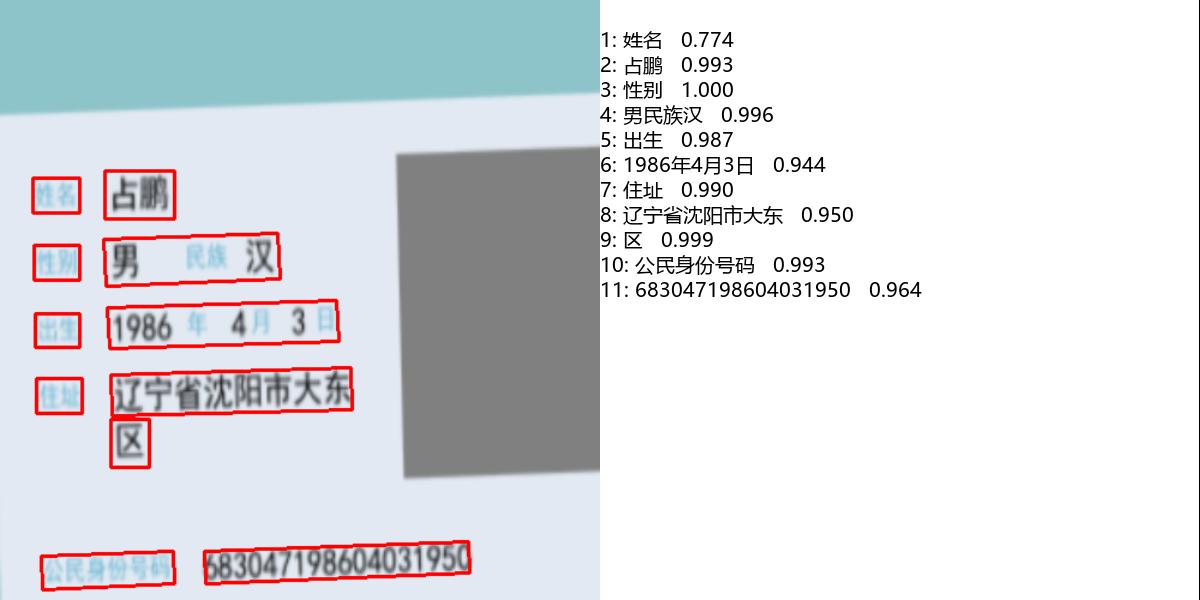 姓名 占鹏
性别 男 民族 汉
出生 1986 年 4 月 3 日
住址 辽宁省沈阳市大东
区
公民身份号码 683047198604031950
1: 姓名 0.774
2: 占鹏 0.993
3: 性别 1.000
4: 男民族汉 0.996
5: 出生 0.987
6: 1986年4月3日 0.944
7: 住址 0.990
8: 辽宁省沈阳市大东 0.950
9: 区 0.999
10: 公民身份号码 0.993
11: 683047198604031950 0.964